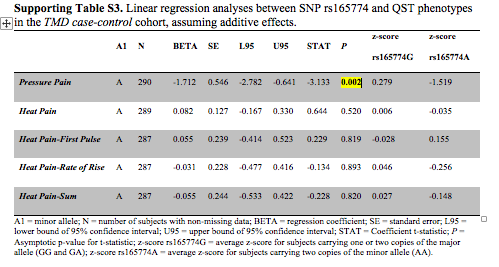 Supporting Table S3. Linear regression analyses between SNP rs165774 and QST phenotypes
in the TMD case-control cohort, assuming additive effects.
z-score z-score
A1 N BETA SE L95 U95 STAT P
rs165774G rs165774A
Pressure Pain A 290 -1.712 0.546 -2.782 -0.641 -3.133 0.002 0.279 -1.519
Heat Pain A 289 0.082 0.127 -0.167 0.330 0.644 0.520 0.006 -0.035
Heat Pain-First Pulse A 287 0.055 0.239 -0.414 0.523 0.229 0.819 -0.028 0.155
Heat Pain-Rate of Rise A 287 -0.031 0.228 -0.477 0.416 -0.134 0.893 0.046 -0.256
Heat Pain-Sum A 287 -0.055 0.244 -0.533 0.422 -0.228 0.820 0.027 -0.148
A1 = minor allele; N = number of subjects with non-missing data; BETA = regression coefficient; SE = standard error; L95 =
lower bound of 95% confidence interval; U95 = upper bound of 95% confidence interval; STAT = Coefficient t-statistic; P =
Asymptotic p-value for t-statistic; z-score rs165774G = average z-score for subjects carrying one or two copies of the major
allele (GG and GA); z-score rs165774A = average z-score for subjects carrying two copies of the minor allele (AA).